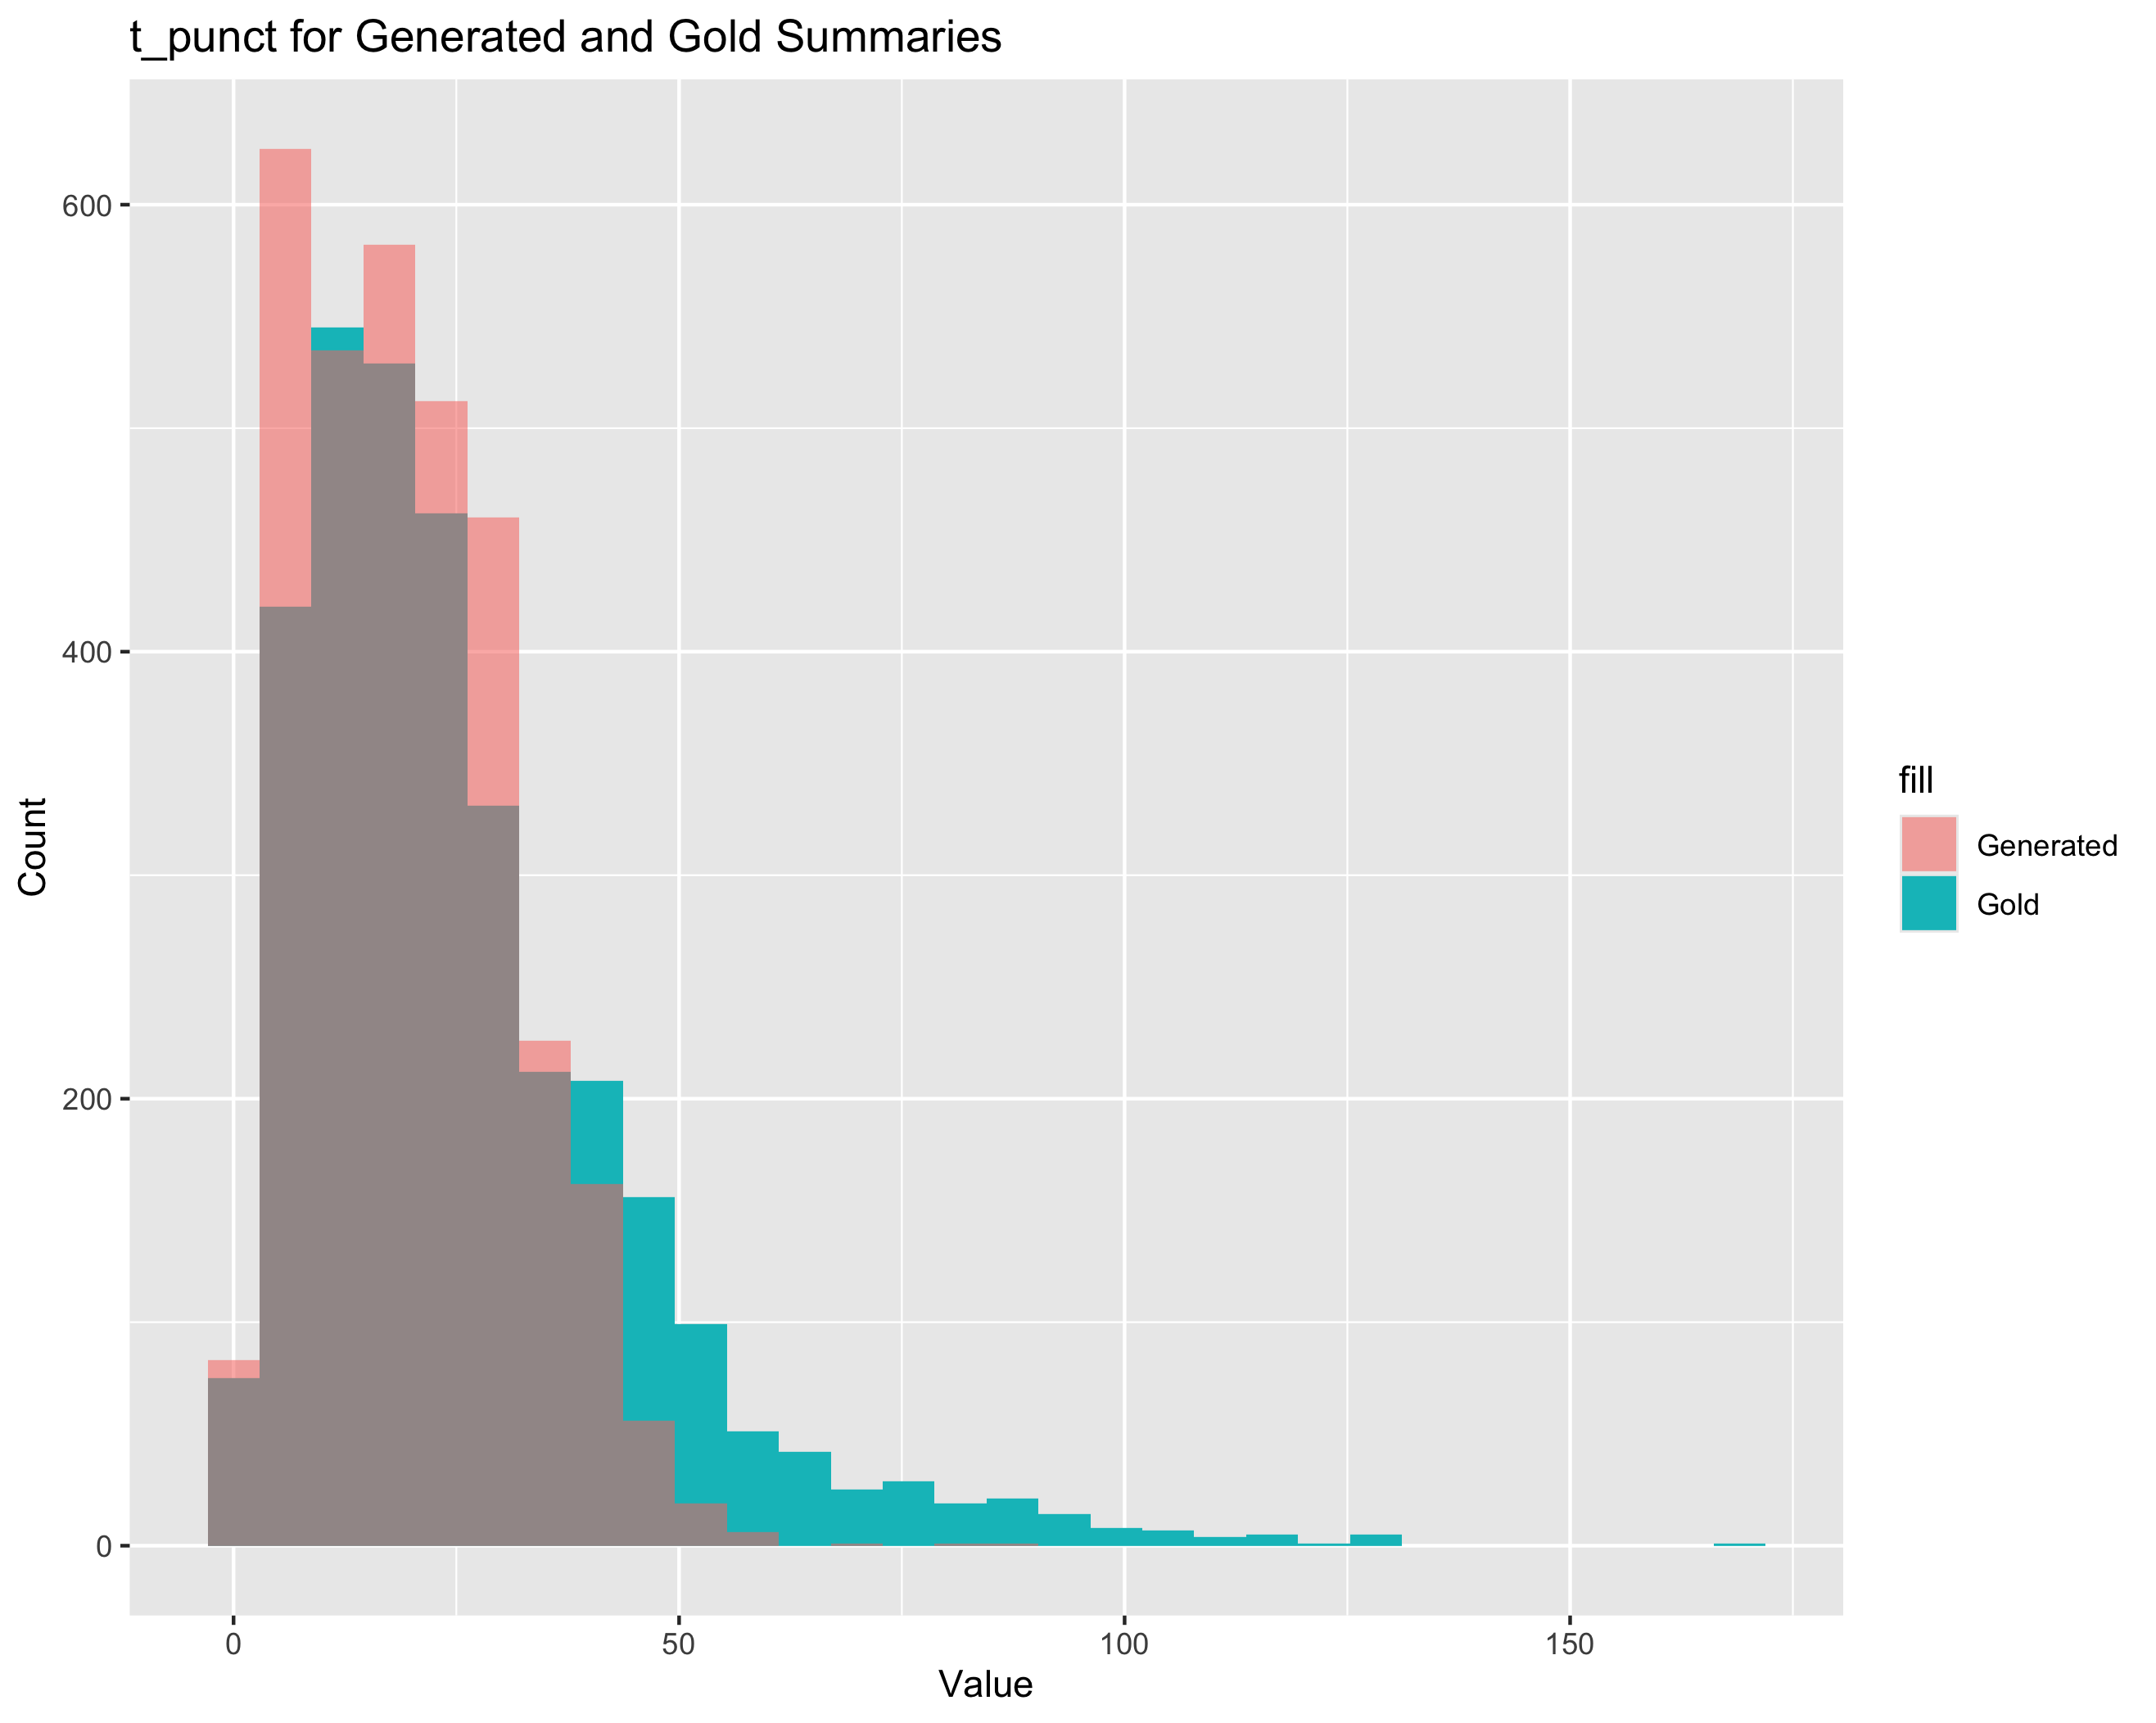 t_punct for Generated and Gold Summaries
600
400
200
0
Count
0 50 100 150
Value
fill
Generated
Gold